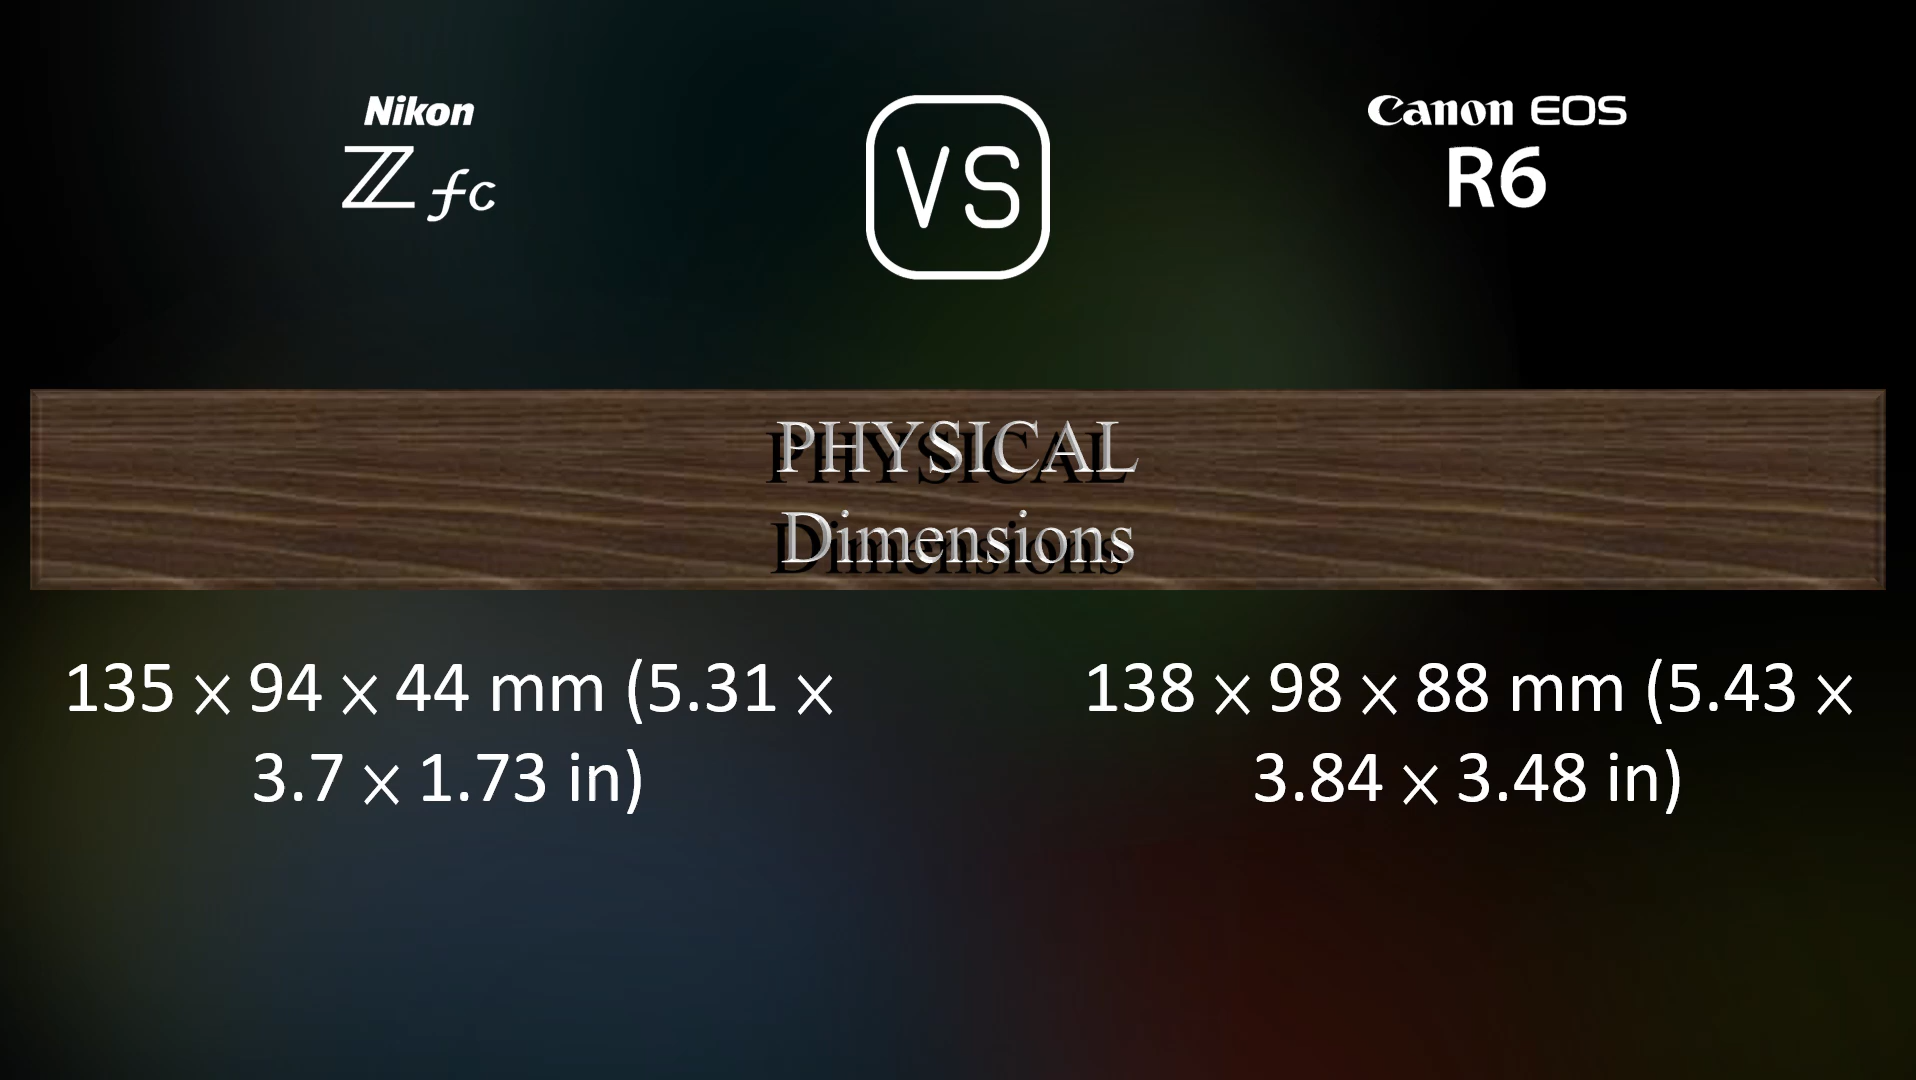 Nikon
Z fc
VS
Canon EOS
R6
PHYSICAL
Dimensions
135 x 94 x 44 mm (5.31 x
3.7 x 1.73 in)
138 x 98 x 88 mm (5.43 x
3.84 x 3.48 in)